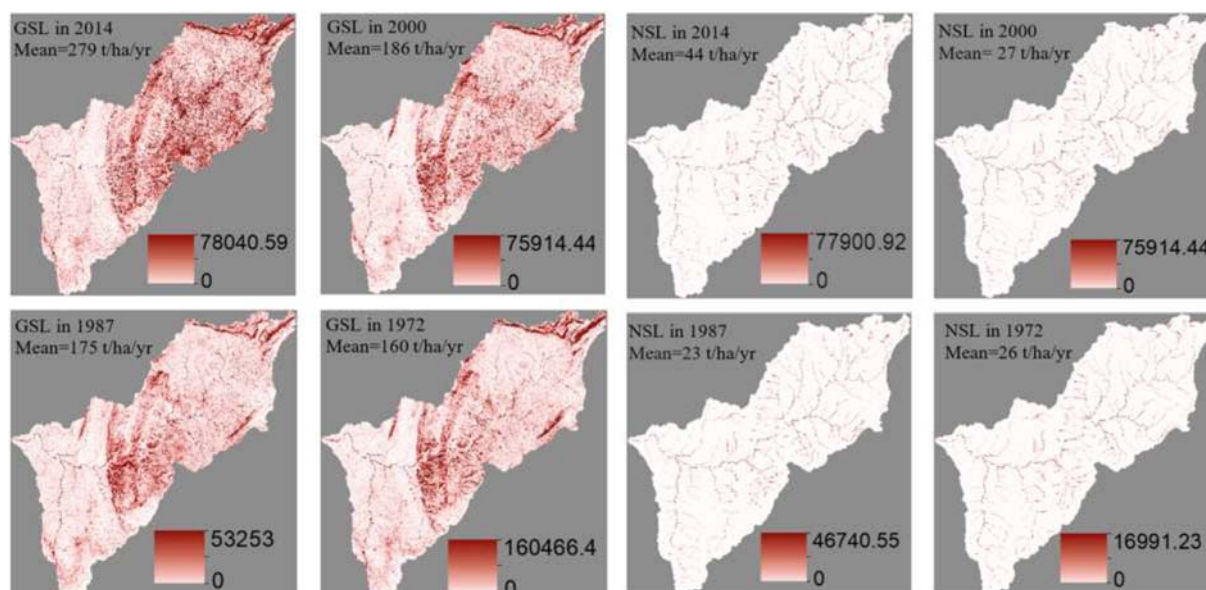 GSL in 2014
Mean=279 t/ha/yr
78040.59
0
GSL in 2000
Mean=186 t/ha/yr
75914.44
0
NSL in 2014
Mean=44 t/ha/yr
77900.92
0
NSL in 2000
Mean= 27 t/ha/yr
75914.44
0
GSL in 1987
Mean=175 t/ha/yr
53253
0
GSL in 1972
Mean=160 t/ha/yr
160466.4
0
NSL in 1987
Mean=23 t/ha/yr
46740.55
0
NSL in 1972
Mean=26 t/ha/yr
16991.23
0